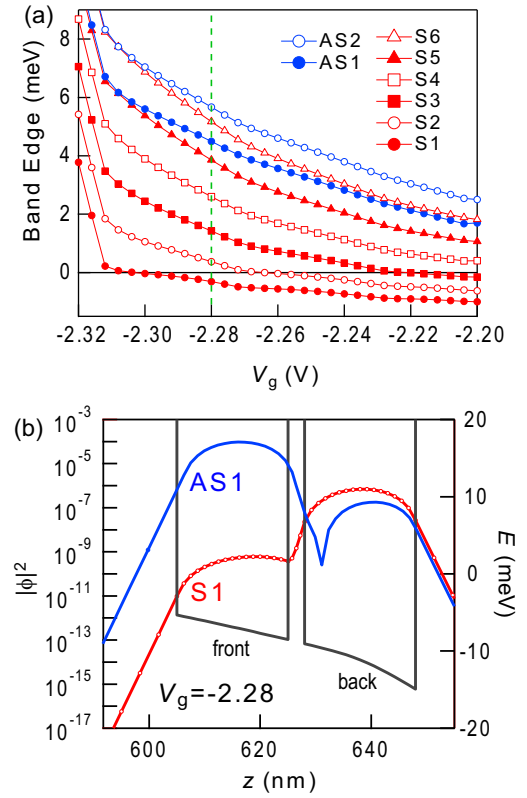 (a)
Band Edge (meV)
8
6
4
2
0
AS2
AS1
S6
S5
S4
S3
S2
S1
-2.32
-2.30
-2.28
-2.26
-2.24
-2.22
-2.20
Vg (V)
(b)
|ϕ|²
10⁻³
10⁻⁵
10⁻⁷
10⁻⁹
10⁻¹¹
10⁻¹³
10⁻¹⁵
10⁻¹⁷
AS1
S1
front
back
Vg=-2.28
20
10
0
-10
-20
E (meV)
600
620
640
z (nm)